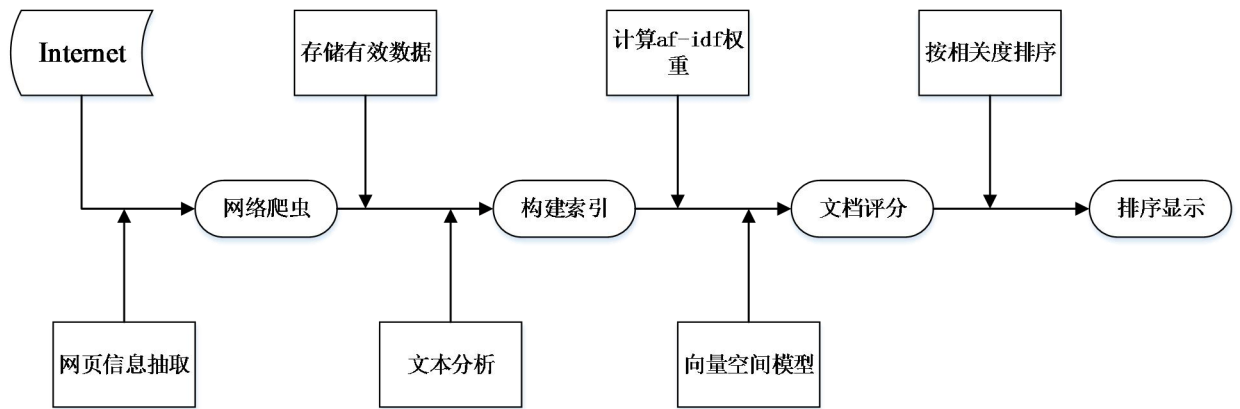 Internet
存储有效数据
计算af-idf权
重
按相关度排序
网络爬虫
构建索引
文档评分
排序显示
网页信息抽取
文本分析
向量空间模型